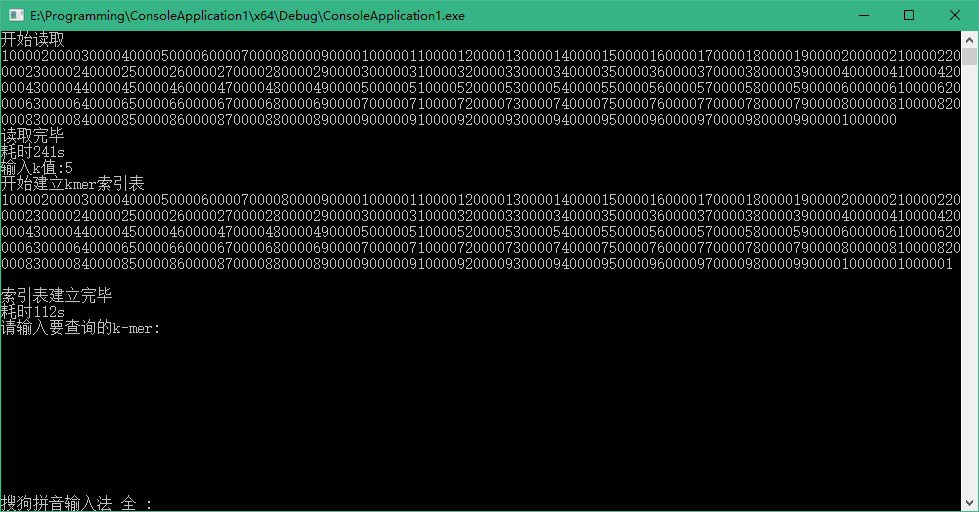 E:\Programming\ConsoleApplication1\x64\Debug\ConsoleApplication1.exe
开始读取
100002000030000400005000060000700008000090000100000110000120000130000140000150000160000170000180000190000200000210000220
000230000240000250000260000270000280000290000300000310000320000330000340000350000360000370000380000390000400000410000420
000430000440000450000460000470000480000490000500000510000520000530000540000550000560000570000580000590000600000610000620
000630000640000650000660000670000680000690000700000710000720000730000740000750000760000770000780000790000800000810000820
0008300008400008500008600008700008800008900009000009100009200009300009400009500009600009700009800009900001000000
读取完毕
耗时241s
输入k值:5
开始建立kmer索引表
100002000030000400005000060000700008000090000100000110000120000130000140000150000160000170000180000190000200000210000220
000230000240000250000260000270000280000290000300000310000320000330000340000350000360000370000380000390000400000410000420
000430000440000450000460000470000480000490000500000510000520000530000540000550000560000570000580000590000600000610000620
000630000640000650000660000670000680000690000700000710000720000730000740000750000760000770000780000790000800000810000820
00083000084000085000086000087000088000089000090000091000092000093000094000095000096000097000098000099000010000001000001
索引表建立完毕
耗时112s
请输入要查询的k-mer:
搜狗拼音输入法 全 :